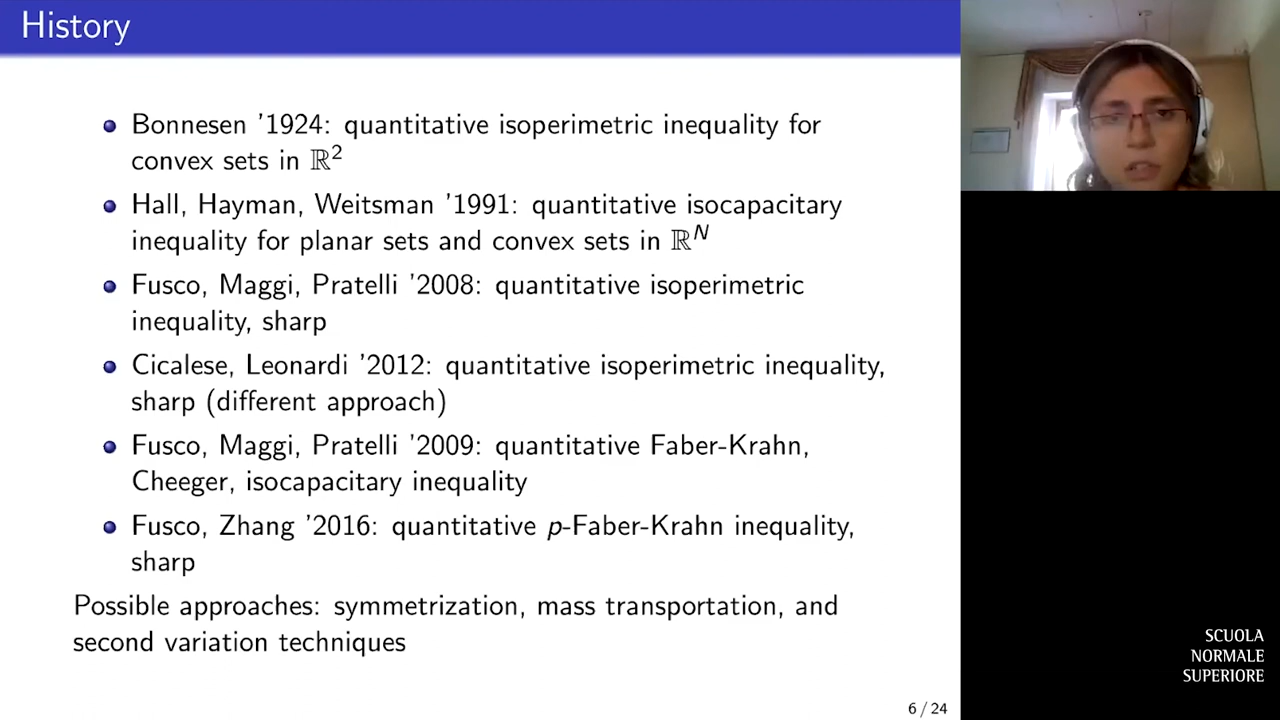 History
Bonnesen '1924: quantitative isoperimetric inequality for
convex sets in ℝ²
Hall, Hayman, Weitsman '1991: quantitative isocapacitary
inequality for planar sets and convex sets in ℝᴺ
Fusco, Maggi, Pratelli '2008: quantitative isoperimetric
inequality, sharp
Cicalese, Leonardi '2012: quantitative isoperimetric inequality,
sharp (different approach)
Fusco, Maggi, Pratelli '2009: quantitative Faber-Krahn,
Cheeger, isocapacitary inequality
Fusco, Zhang '2016: quantitative p-Faber-Krahn inequality,
sharp
Possible approaches: symmetrization, mass transportation, and
second variation techniques
6 / 24
SCUOLA
NORMALE
SUPERIORE